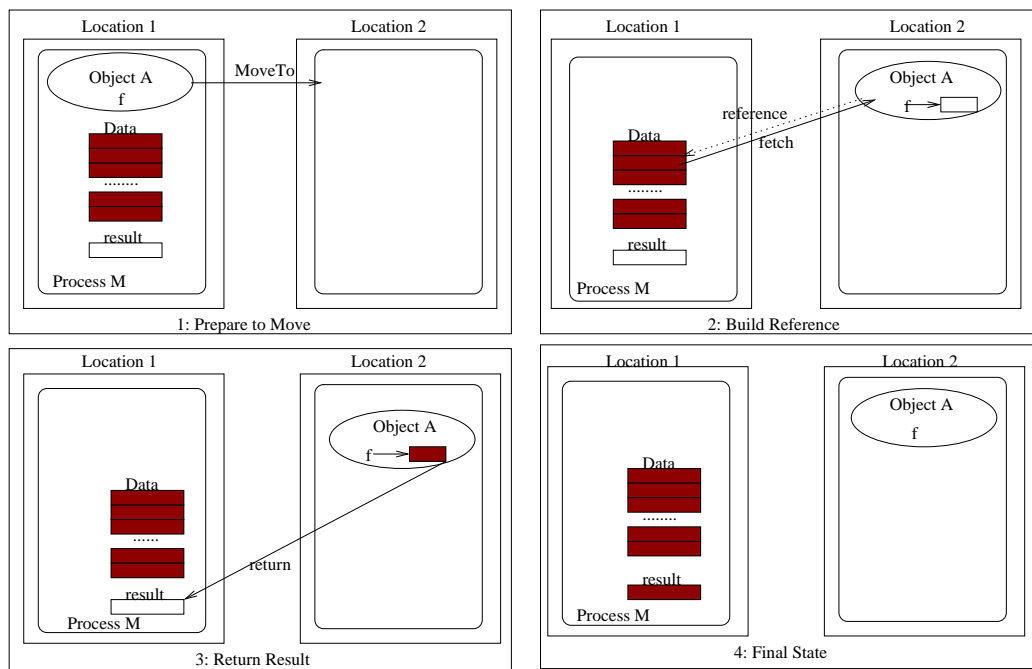 Location 1
Location 2
Object A
f
MoveTo
Data
........
result
Process M
1: Prepare to Move
Location 1
Location 2
Object A
f
reference
fetch
Data
........
result
Process M
2: Build Reference
Location 1
Location 2
Object A
f
Data
......
return
result
Process M
3: Return Result
Location 1
Location 2
Object A
f
Data
........
result
Process M
4: Final State